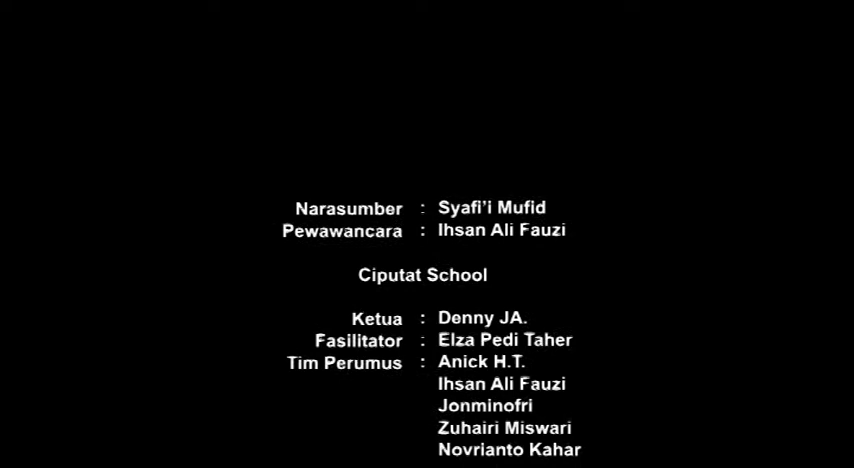 Narasumber : Syafi'i Mufid
Pewawancara : Ihsan Ali Fauzi
Ciputat School
Ketua : Denny JA.
Fasilitator : Elza Pedi Taher
Tim Perumus : Anick H.T.
Ihsan Ali Fauzi
Jonminofri
Zuhairi Miswari
Novrianto Kahar